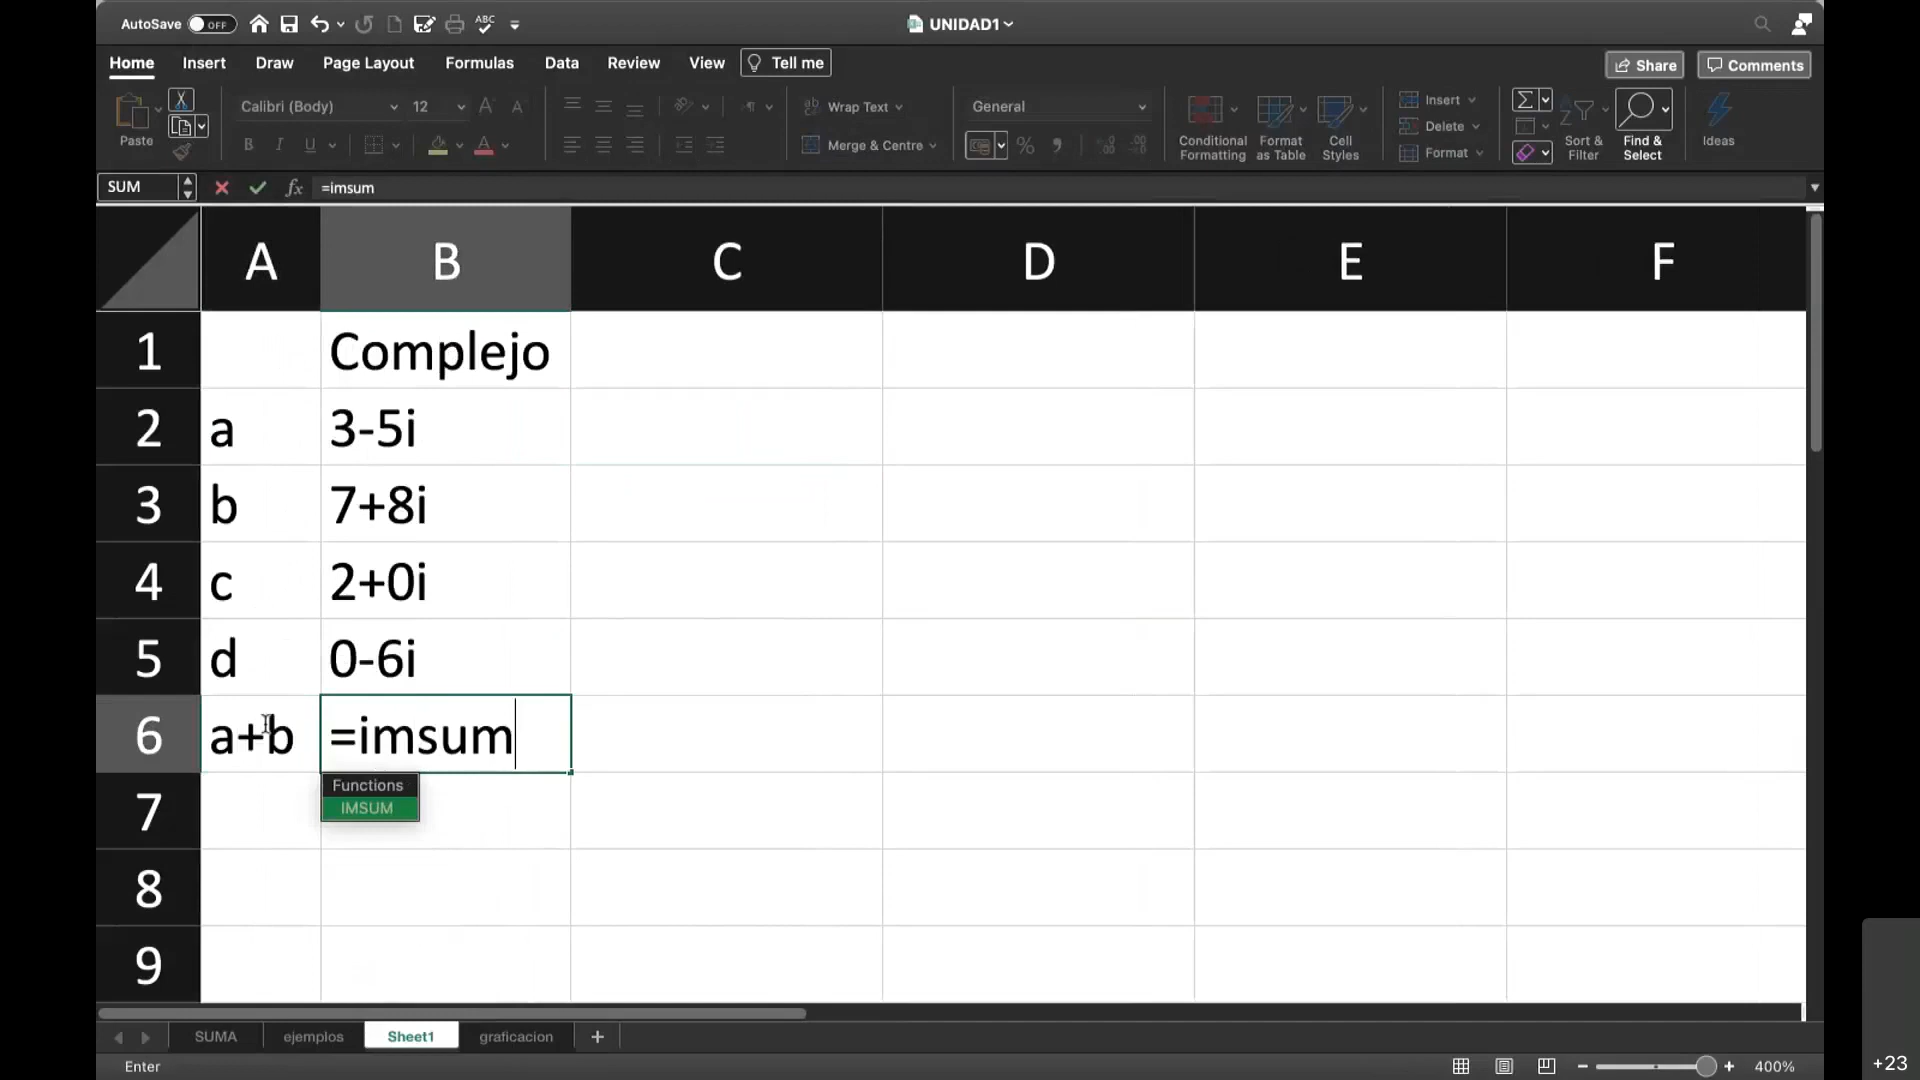 AutoSave OFF ABC UNIDAD1
Home Insert Draw Page Layout Formulas Data Review View Tell me Share Comments
Paste Calibri (Body) 12 A A Wrap Text General Conditional Formatting Format as Table Cell Styles Insert Sort & Filter Find & Select Ideas
B I U A Merge & Centre % Delete
Format
SUM fx =imsum
A B C D E F
1 Complejo
2 a 3-5i
3 b 7+8i
4 c 2+0i
5 d 0-6i
6 a+b =imsum
Functions
IMSUM
7
8
9
SUMA ejemplos Sheet1 graficacion +
Enter 400%
+23